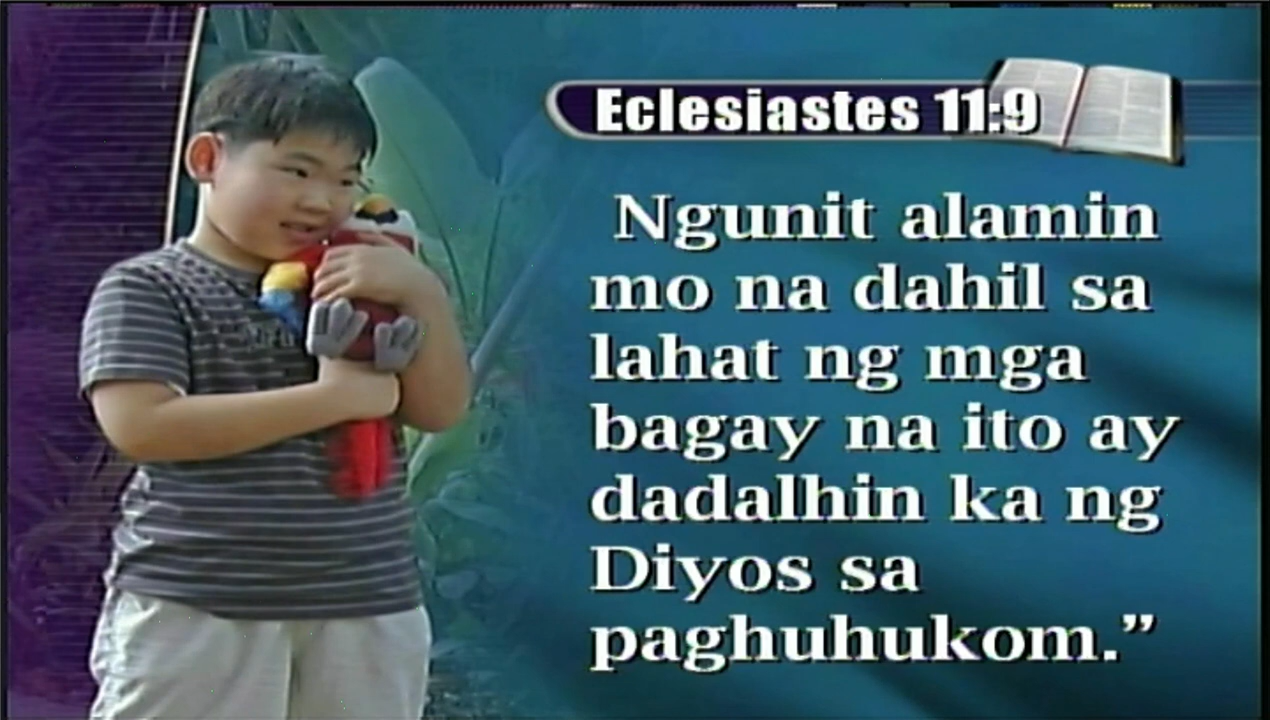 Eclesiastes 11:9
Ngunit alamin
mo na dahil sa
lahat ng mga
bagay na ito ay
dadalhin ka ng
Diyos sa
paghuhukom.”